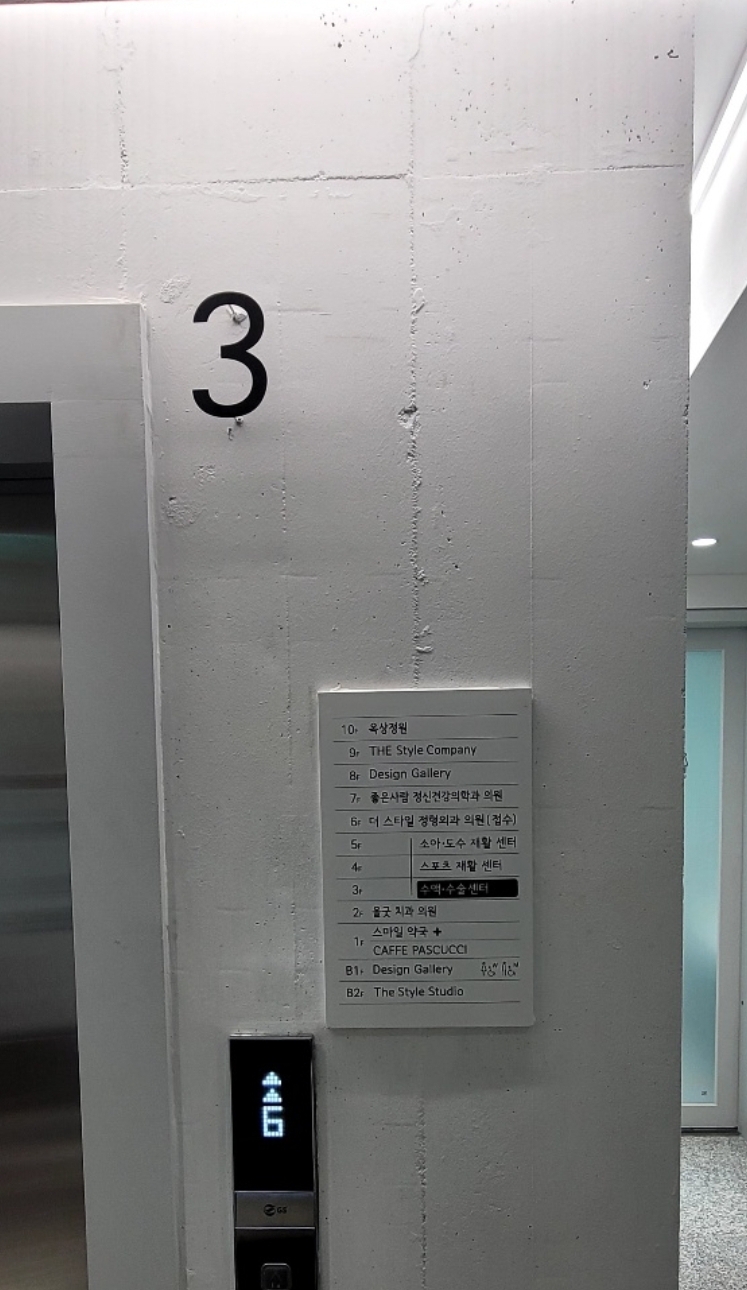 3
10F 옥상정원
9F THE Style Company
8F Design Gallery
7F 좋은사람 정신건강의학과 의원
6F 더 스타일 정형외과 의원(접수)
5F 소아·도수 재활 센터
4F 스포츠 재활 센터
3F 수액·수술센터
2F 올굿 치과 의원
1F 스마일 약국 +
CAFFE PASCUCCI
B1F Design Gallery
B2F The Style Studio
6
GS